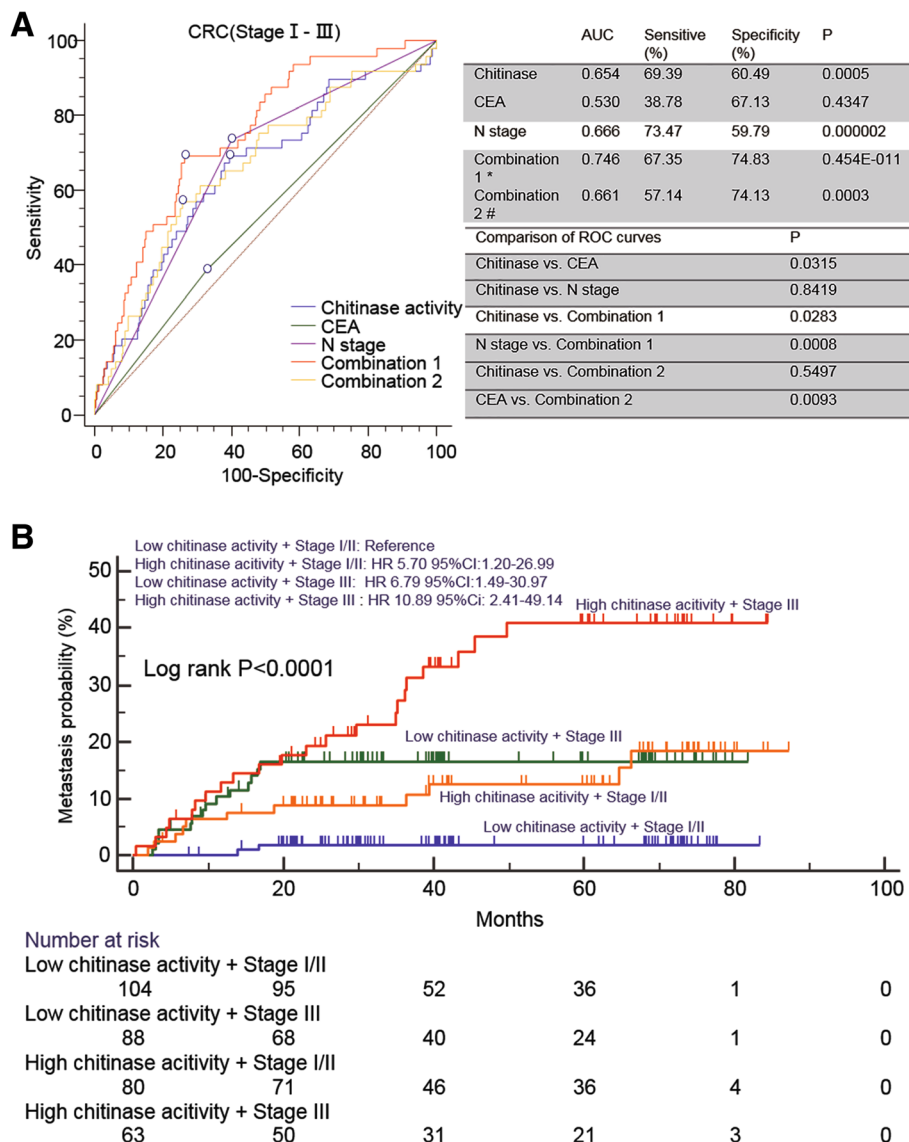 A
CRC(Stage Ⅰ - Ⅲ)
100
80
60
40
20
0
Sensitivity
0 20 40 60 80 100
100-Specificity
Chitinase activity
CEA
N stage
Combination 1
Combination 2
AUC Sensitive (%) Specificity (%) P
Chitinase 0.654 69.39 60.49 0.0005
CEA 0.530 38.78 67.13 0.4347
N stage 0.666 73.47 59.79 0.000002
Combination 1 * 0.746 67.35 74.83 0.454E-011
Combination 2 # 0.661 57.14 74.13 0.0003
Comparison of ROC curves P
Chitinase vs. CEA 0.0315
Chitinase vs. N stage 0.8419
Chitinase vs. Combination 1 0.0283
N stage vs. Combination 1 0.0008
Chitinase vs. Combination 2 0.5497
CEA vs. Combination 2 0.0093
B
Low chitinase activity + Stage I/II: Reference
High chitinase activity + Stage I/II: HR 5.70 95%CI:1.20-26.99
Low chitinase activity + Stage III: HR 6.79 95%CI:1.49-30.97
High chitinase activity + Stage III : HR 10.89 95%Ci: 2.41-49.14
Log rank P<0.0001
High chitinase acitivity + Stage III
Low chitinase activity + Stage III
High chitinase acitivity + Stage I/II
Low chitinase activity + Stage I/II
50
40
30
20
10
0
Metastasis probability (%)
0 20 40 60 80 100
Months
Number at risk
Low chitinase activity + Stage I/II
104 95 52 36 1 0
Low chitinase activity + Stage III
88 68 40 24 1 0
High chitinase acitivity + Stage I/II
80 71 46 36 4 0
High chitinase acitivity + Stage III
63 50 31 21 3 0